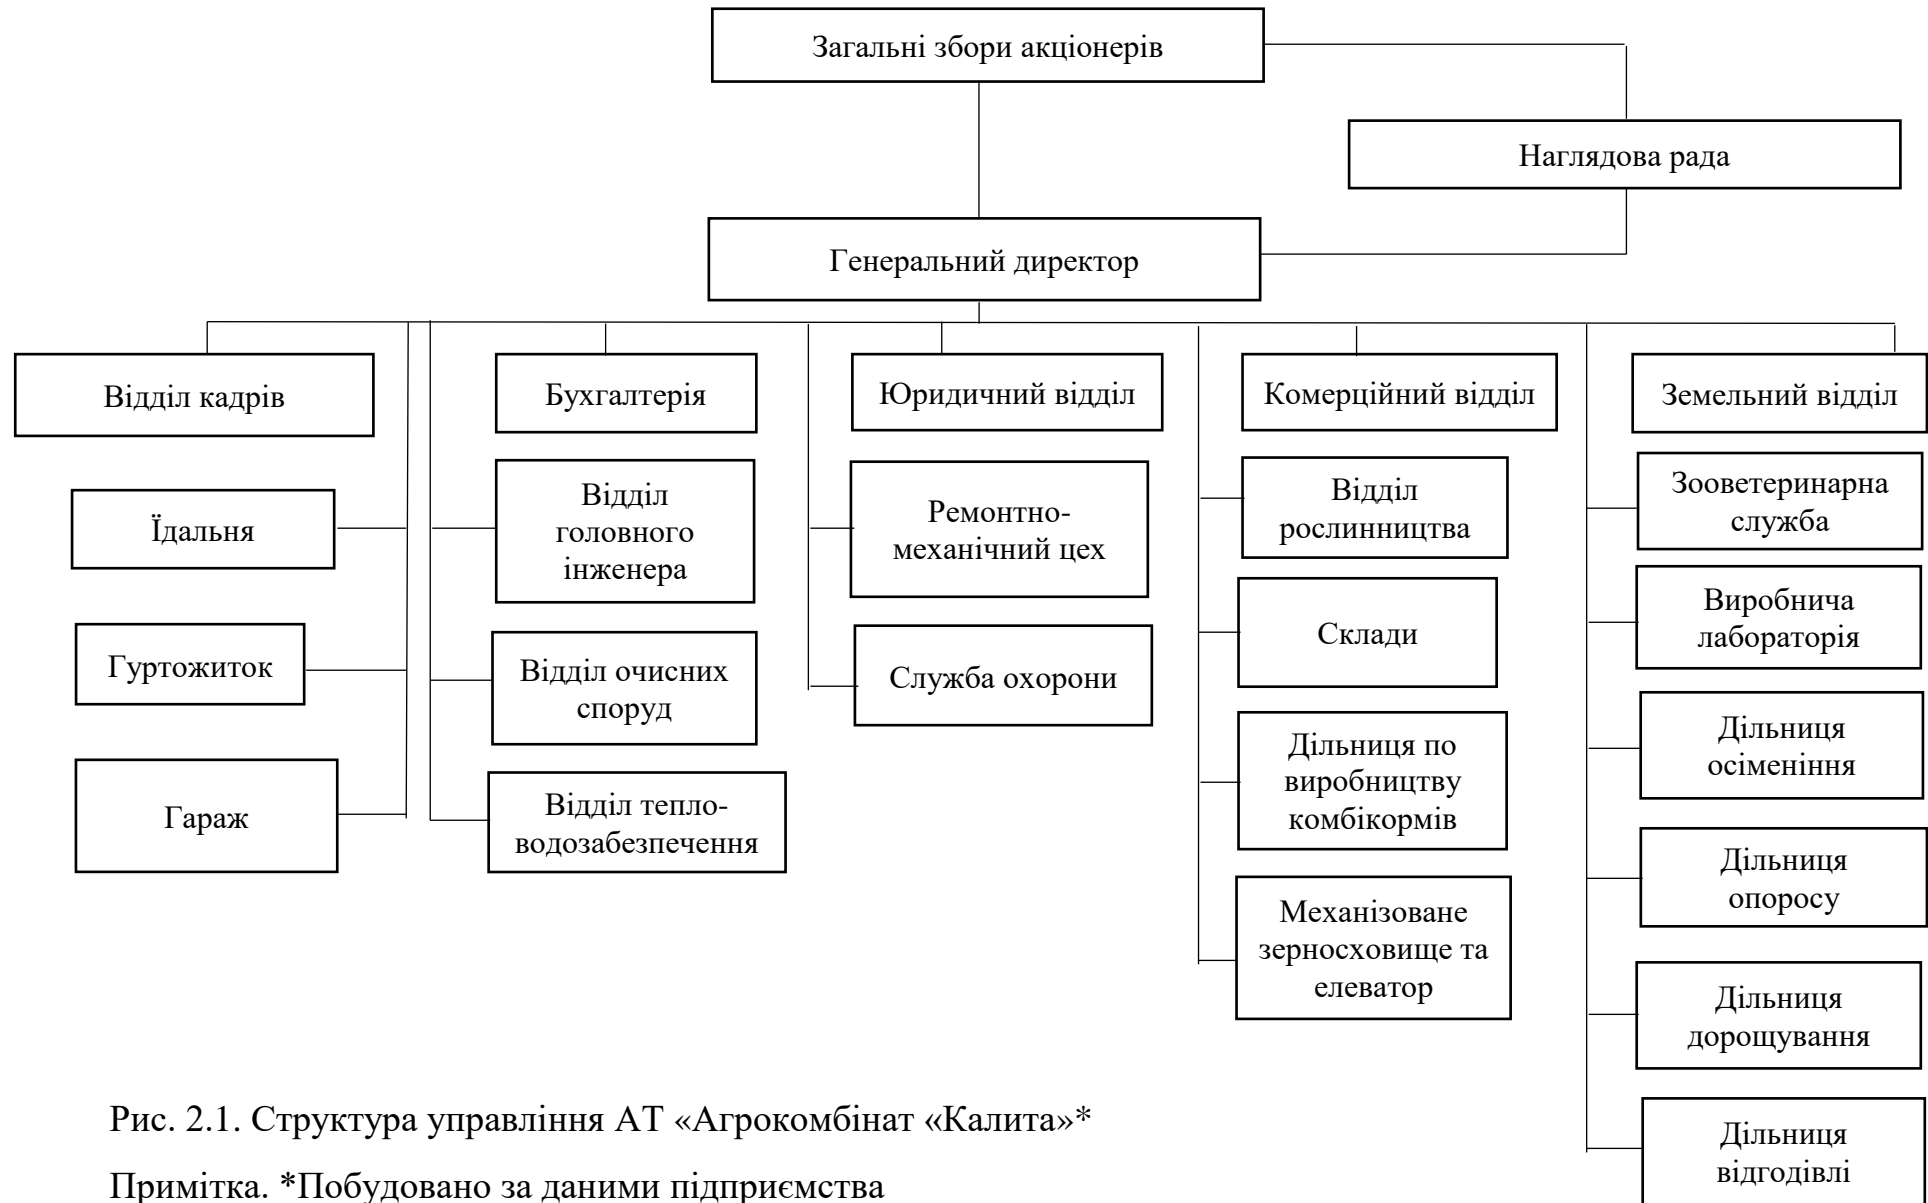 Загальні збори акціонерів
Наглядова рада
Генеральний директор
Відділ кадрів
Бухгалтерія
Юридичний відділ
Комерційний відділ
Земельний відділ
Їдальня
Гуртожиток
Гараж
Відділ
головного
інженера
Відділ очисних
споруд
Відділ тепло-
водозабезпечення
Ремонтно-
механічний цех
Служба охорони
Відділ
рослинництва
Склади
Дільниця по
виробництву
комбікормів
Механізоване
зерносховище та
елеватор
Зооветеринарна
служба
Виробнича
лабораторія
Дільниця
осіменіння
Дільниця
опоросу
Дільниця
дорощування
Дільниця
відгодівлі
Рис. 2.1. Структура управління АТ «Агрокомбінат «Калита»*
Примітка. *Побудовано за даними підприємства